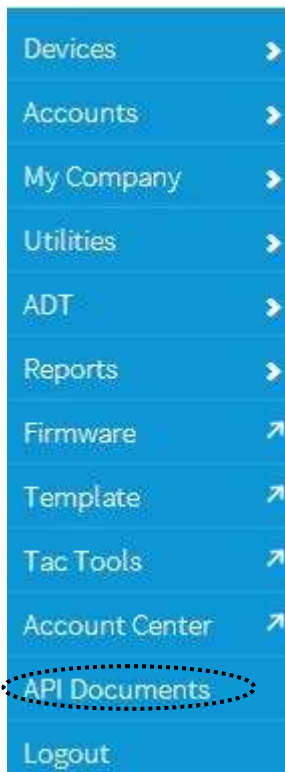 Devices
Accounts
My Company
Utilities
ADT
Reports
Firmware
Template
Tac Tools
Account Center
API Documents
Logout